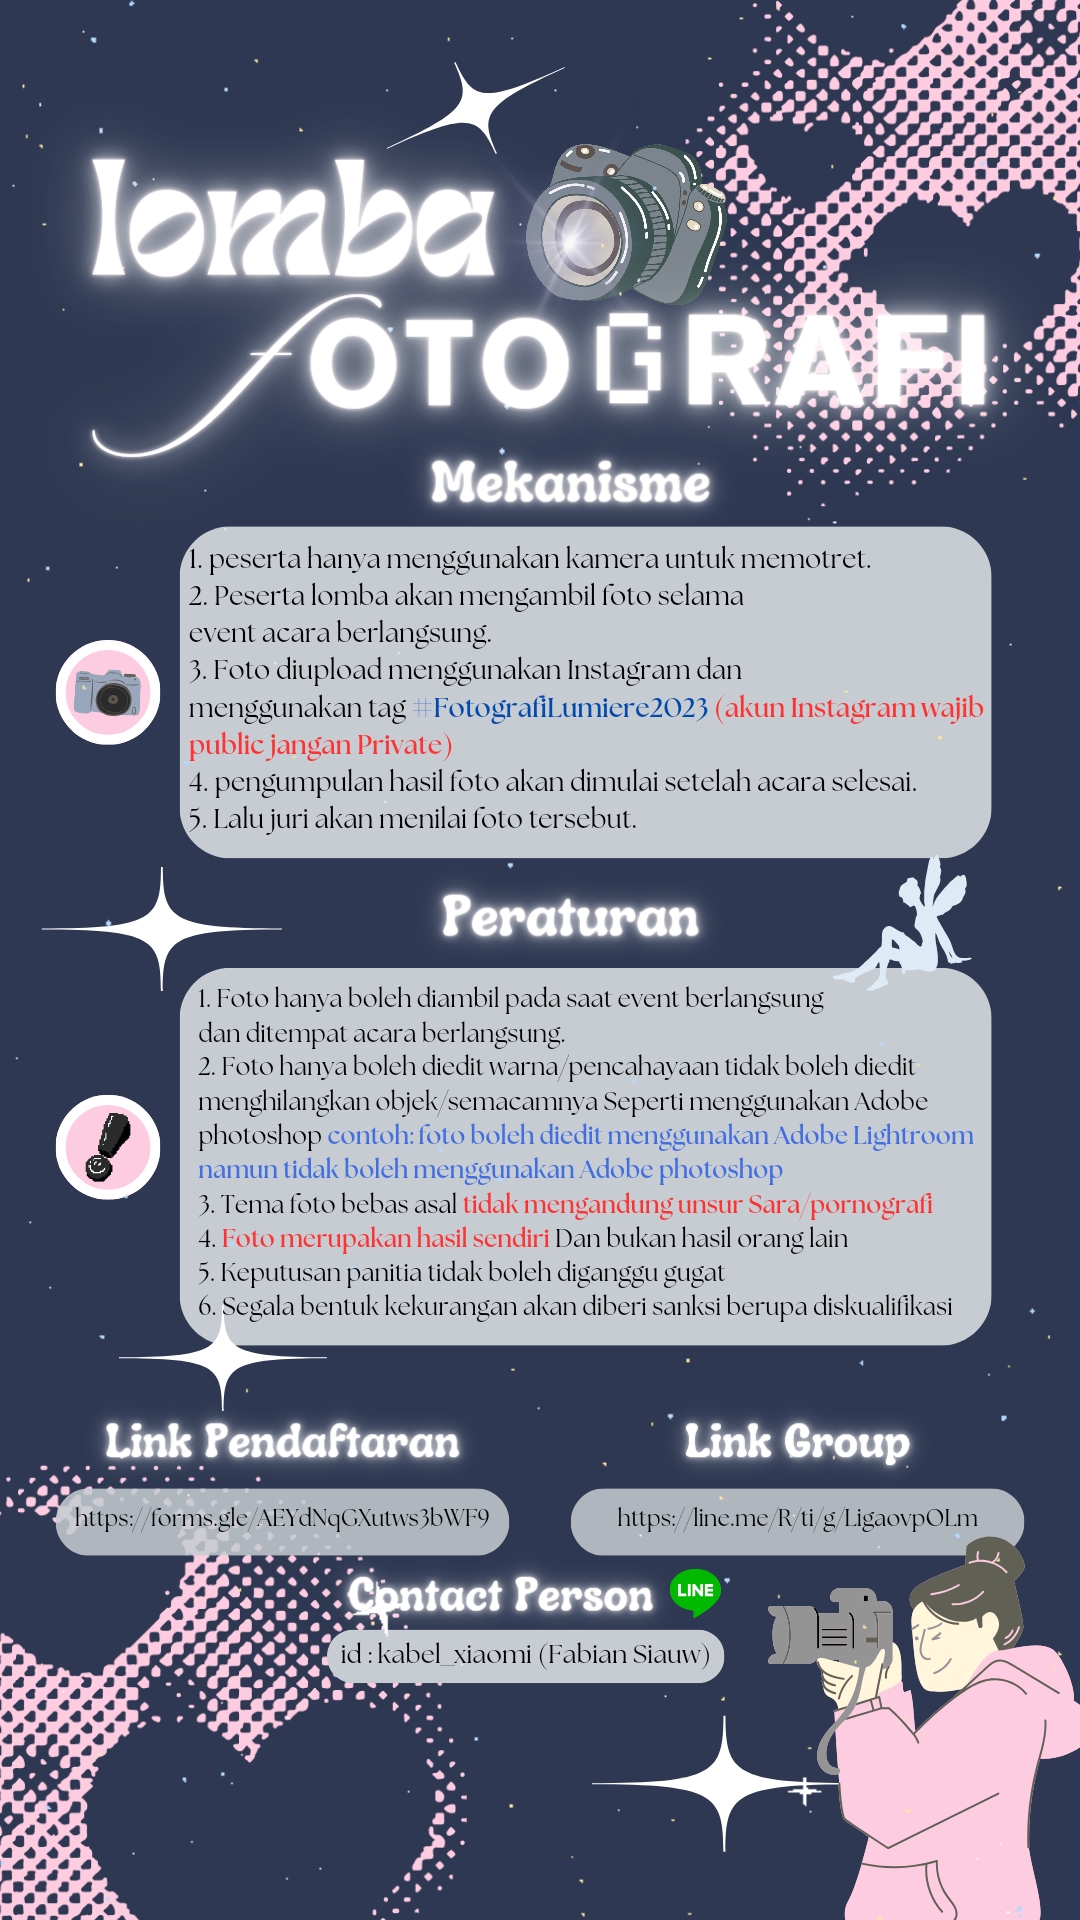 lomba
fOTOGRAFI
Mekanisme
1. peserta hanya menggunakan kamera untuk memotret.
2. Peserta lomba akan mengambil foto selama
event acara berlangsung.
3. Foto diupload menggunakan Instagram dan
menggunakan tag #FotografiLumiere2023 (akun Instagram wajib
public jangan Private)
4. pengumpulan hasil foto akan dimulai setelah acara selesai.
5. Lalu juri akan menilai foto tersebut.
Peraturan
1. Foto hanya boleh diambil pada saat event berlangsung
dan ditempat acara berlangsung.
2. Foto hanya boleh diedit warna/pencahayaan tidak boleh diedit
menghilangkan objek/semacamnya Seperti menggunakan Adobe
photoshop contoh: foto boleh diedit menggunakan Adobe Lightroom
namun tidak boleh menggunakan Adobe photoshop
3. Tema foto bebas asal tidak mengandung unsur Sara/pornografi
4. Foto merupakan hasil sendiri Dan bukan hasil orang lain
5. Keputusan panitia tidak boleh diganggu gugat
6. Segala bentuk kekurangan akan diberi sanksi berupa diskualifikasi
Link Pendaftaran
Link Group
https://forms.gle/AEYdNqGXutws3bWF9
https://line.me/R/ti/g/LigaovpOLm
Contact Person LINE
id : kabel_xiaomi (Fabian Siauw)